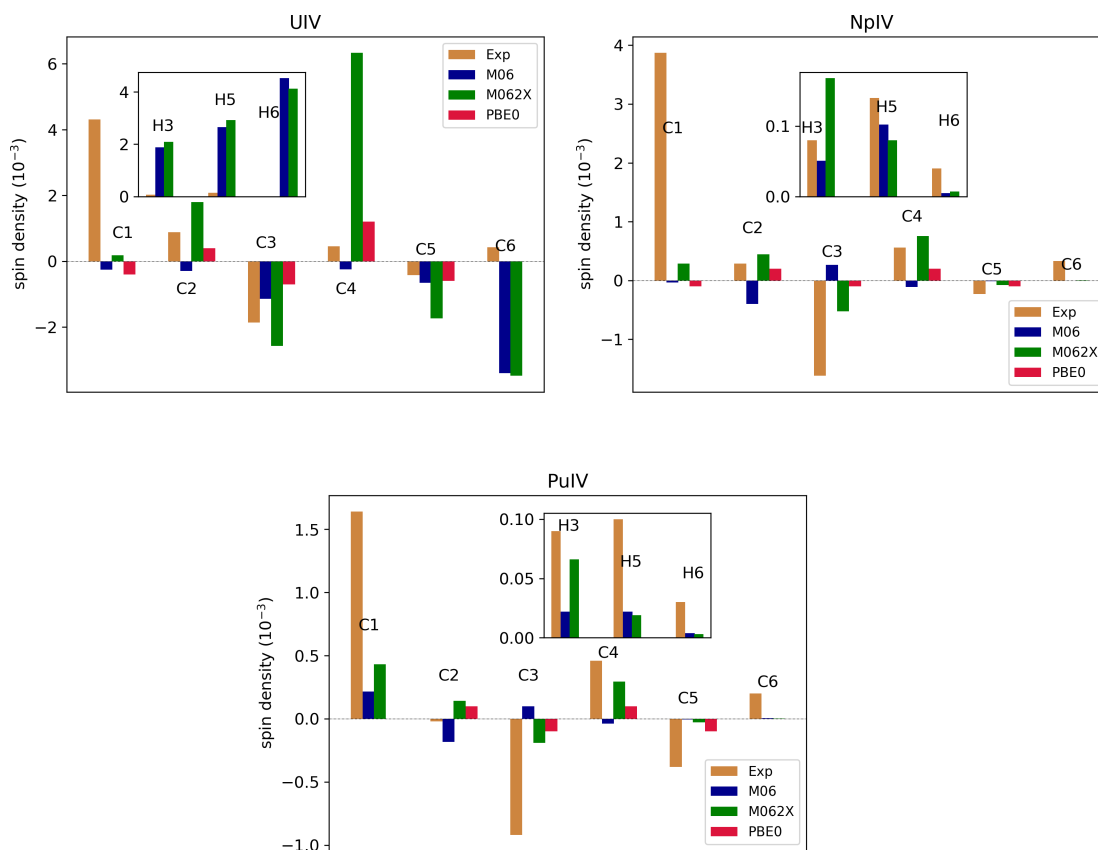 UIV
spin density (10⁻³)
6
4
2
0
−2
Exp
M06
M062X
PBE0
4
2
0
H3
H5
H6
C1
C2
C3
C4
C5
C6
NpIV
spin density (10⁻³)
4
3
2
1
0
−1
0.1
0.0
H3
H5
H6
C1
C2
C3
C4
C5
C6
Exp
M06
M062X
PBE0
PuIV
spin density (10⁻³)
1.5
1.0
0.5
0.0
−0.5
−1.0
0.10
0.05
0.00
H3
H5
H6
C1
C2
C3
C4
C5
C6
Exp
M06
M062X
PBE0